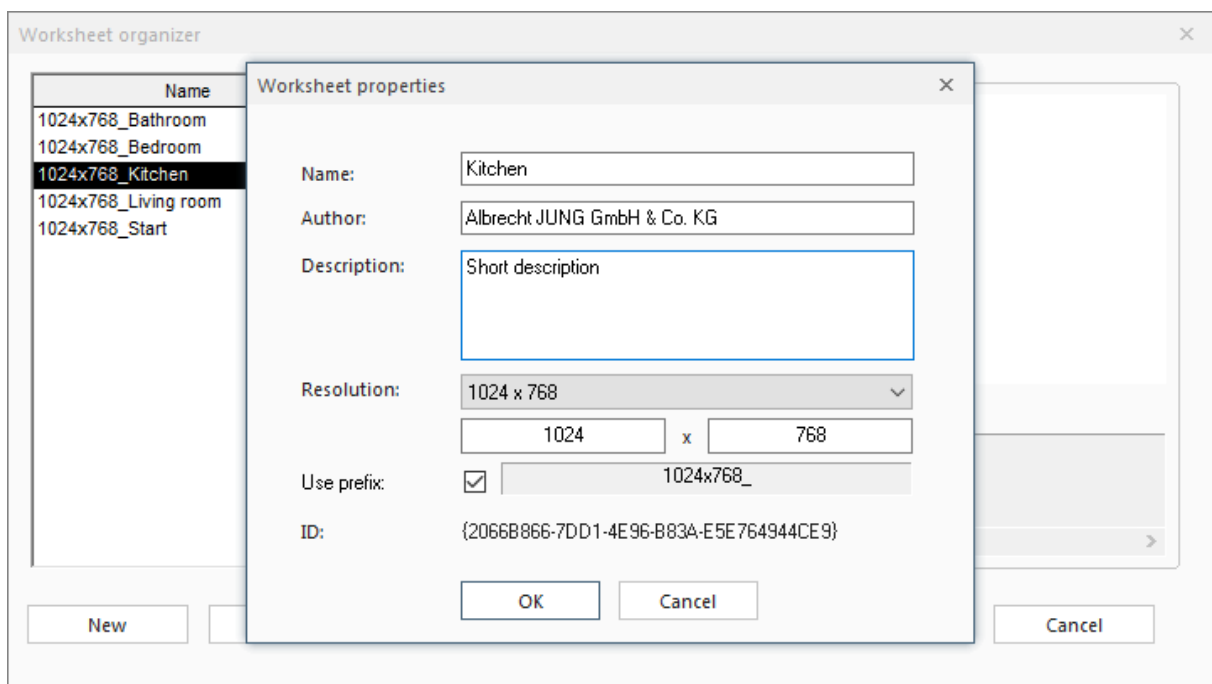 Worksheet organizer
Name
1024x768_Bathroom
1024x768_Bedroom
1024x768_Kitchen
1024x768_Living room
1024x768_Start
Worksheet properties
Name: Kitchen
Author: Albrecht JUNG GmbH & Co. KG
Description: Short description
Resolution: 1024 x 768
1024 x 768
Use prefix: 1024x768_
ID: {2066B866-7DD1-4E96-B83A-E5E764944CE9}
OK Cancel
New Cancel